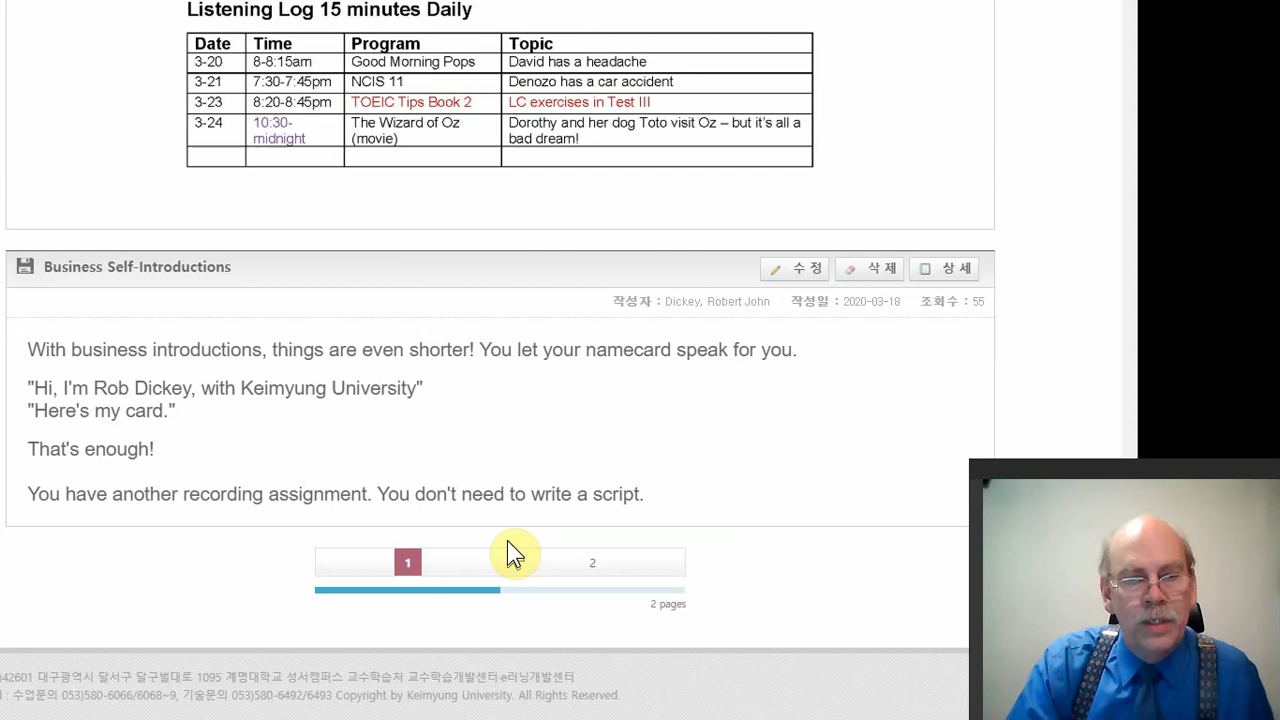 Listening Log 15 minutes Daily
Date Time Program Topic
3-20 8-8:15am Good Morning Pops David has a headache
3-21 7:30-7:45pm NCIS 11 Denozo has a car accident
3-23 8:20-8:45pm TOEIC Tips Book 2 LC exercises in Test III
3-24 10:30- The Wizard of Oz Dorothy and her dog Toto visit Oz – but it's all a
midnight (movie) bad dream!
Business Self-Introductions 수 정 삭 제 상 세
작성자 : Dickey, Robert John 작성일 : 2020-03-18 조회수 : 55
With business introductions, things are even shorter! You let your namecard speak for you.
"Hi, I'm Rob Dickey, with Keimyung University"
"Here's my card."
That's enough!
You have another recording assignment. You don't need to write a script.
1 2
2 pages
)42601 대구광역시 달서구 달구벌대로 1095 계명대학교 성서캠퍼스 교수학습처 교수학습개발센터·e러닝개발센터
: 수업문의 053)580-6066/6068~9, 기술문의 053)580-6492/6493 Copyright by Keimyung University. All Rights Reserved.